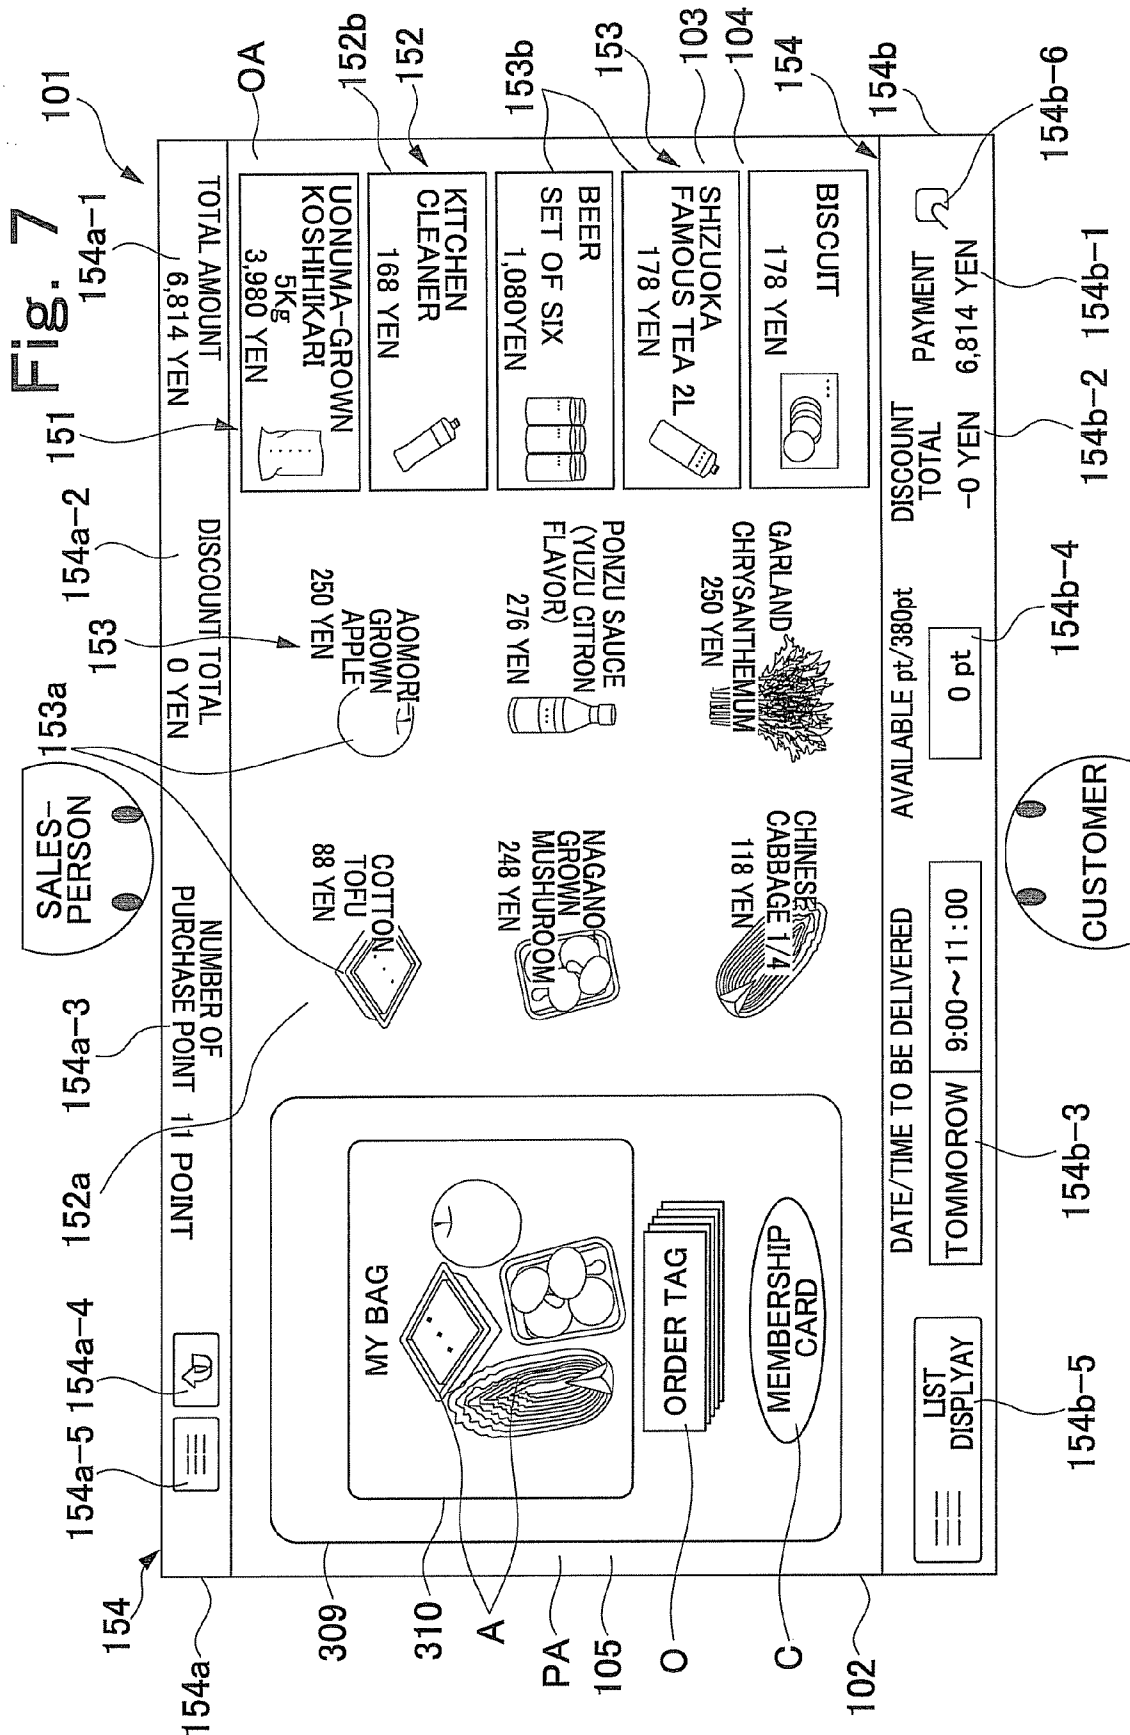 Fig. 7
101
SALES-
PERSON
154
154a
154a-5
154a-4
152a
154a-3
153a
153
154a-2
151
154a-1
OA
NUMBER OF
PURCHASE POINT 11 POINT
DISCOUNT TOTAL
0 YEN
TOTAL AMOUNT
6,814 YEN
309
310
A
PA
105
O
C
102
MY BAG
ORDER TAG
MEMBERSHIP
CARD
COTTON
TOFU
88 YEN
AOMORI-
GROWN
APPLE
250 YEN
NAGANO
GROWN
MUSHUROOM
248 YEN
PONZU SAUCE
(YUZU CITRON
FLAVOR)
276 YEN
CHINESE
CABBAGE 1/4
118 YEN
GARLAND
CHRYSANTHEMUM
250 YEN
UONUMA-GROWN
KOSHIHIKARI
5Kg
3,980 YEN
KITCHEN
CLEANER
168 YEN
BEER
SET OF SIX
1,080YEN
SHIZUOKA
FAMOUS TEA 2L
178 YEN
BISCUIT
178 YEN
152b
152
153b
153
103
104
154
154b
LIST
DISPLYAY
DATE/TIME TO BE DELIVERED
TOMMOROW 9:00〜11:00
AVAILABLE pt/380pt
0 pt
DISCOUNT
TOTAL
-0 YEN
PAYMENT
6,814 YEN
154b-5
154b-3
CUSTOMER
154b-4
154b-2
154b-1
154b-6